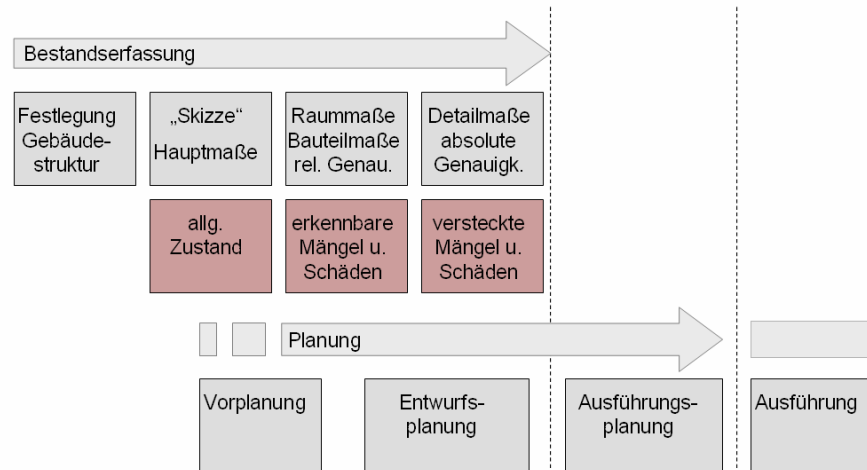 Bestandserfassung
Festlegung
Gebäude-
struktur
„Skizze“
Hauptmaße
Raummaße
Bauteilmaße
rel. Genau.
Detailmaße
absolute
Genauigk.
allg.
Zustand
erkennbare
Mängel u.
Schäden
versteckte
Mängel u.
Schäden
Planung
Vorplanung
Entwurfs-
planung
Ausführungs-
planung
Ausführung